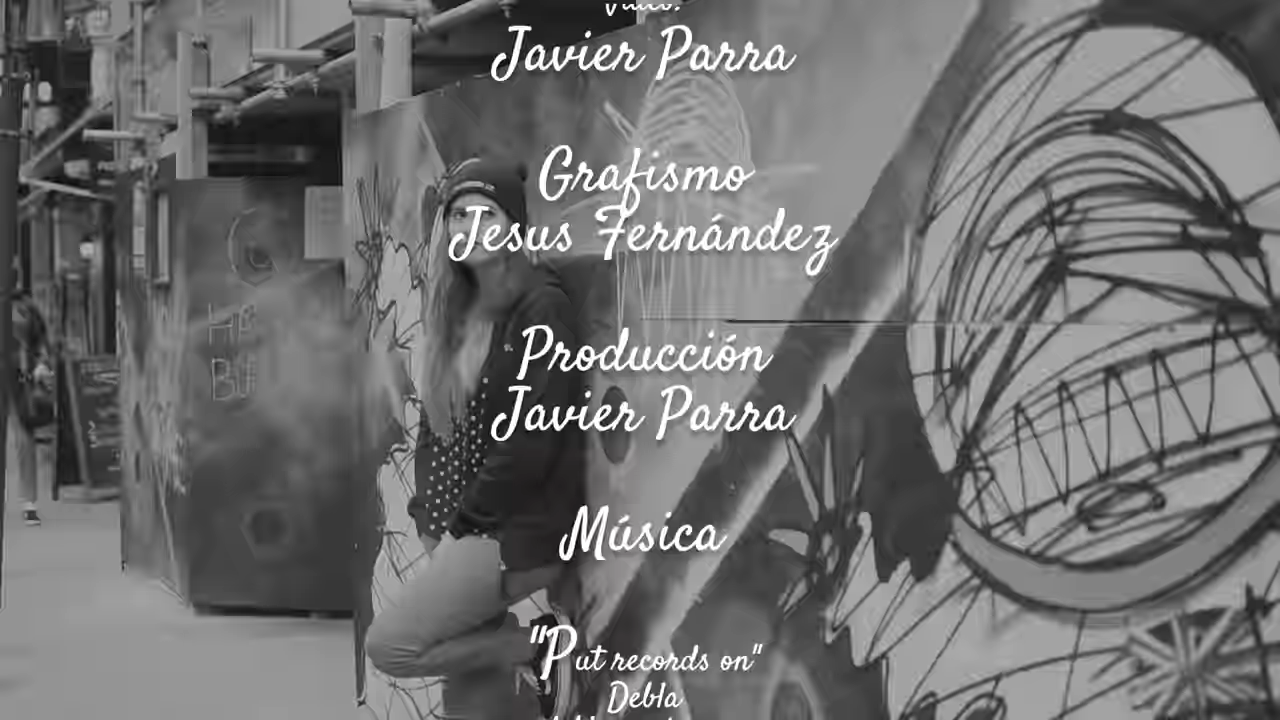 Javier Parra
Grafismo
Jesus Fernández
Producción
Javier Parra
Música
"Put records on"
Debla